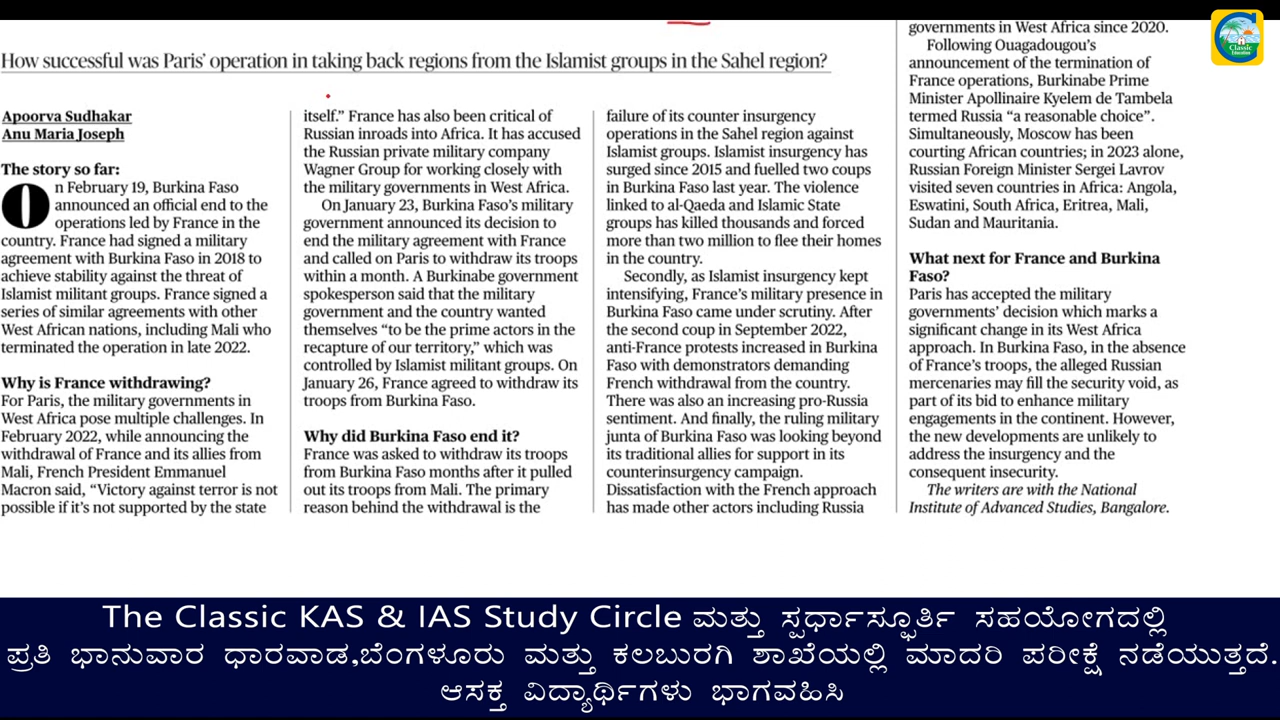 How successful was Paris' operation in taking back regions from the Islamist groups in the Sahel region?
Apoorva Sudhakar
Anu Maria Joseph
The story so far:
On February 19, Burkina Faso
announced an official end to the
operations led by France in the
country. France had signed a military
agreement with Burkina Faso in 2018 to
achieve stability against the threat of
Islamist militant groups. France signed a
series of similar agreements with other
West African nations, including Mali who
terminated the operation in late 2022.
Why is France withdrawing?
For Paris, the military governments in
West Africa pose multiple challenges. In
February 2022, while announcing the
withdrawal of France and its allies from
Mali, French President Emmanuel
Macron said, “Victory against terror is not
possible if it's not supported by the state
itself.” France has also been critical of
Russian inroads into Africa. It has accused
the Russian private military company
Wagner Group for working closely with
the military governments in West Africa.
On January 23, Burkina Faso's military
government announced its decision to
end the military agreement with France
and called on Paris to withdraw its troops
within a month. A Burkinabe government
spokesperson said that the military
government and the country wanted
themselves “to be the prime actors in the
recapture of our territory,” which was
controlled by Islamist militant groups. On
January 26, France agreed to withdraw its
troops from Burkina Faso.
Why did Burkina Faso end it?
France was asked to withdraw its troops
from Burkina Faso months after it pulled
out its troops from Mali. The primary
reason behind the withdrawal is the
failure of its counter insurgency
operations in the Sahel region against
Islamist groups. Islamist insurgency has
surged since 2015 and fuelled two coups
in Burkina Faso last year. The violence
linked to al-Qaeda and Islamic State
groups has killed thousands and forced
more than two million to flee their homes
in the country.
Secondly, as Islamist insurgency kept
intensifying, France's military presence in
Burkina Faso came under scrutiny. After
the second coup in September 2022,
anti-France protests increased in Burkina
Faso with demonstrators demanding
French withdrawal from the country.
There was also an increasing pro-Russia
sentiment. And finally, the ruling military
junta of Burkina Faso was looking beyond
its traditional allies for support in its
counterinsurgency campaign.
Dissatisfaction with the French approach
has made other actors including Russia
governments in West Africa since 2020.
Following Ouagadougou's
announcement of the termination of
France operations, Burkinabe Prime
Minister Apollinaire Kyelem de Tambela
termed Russia “a reasonable choice”.
Simultaneously, Moscow has been
courting African countries; in 2023 alone,
Russian Foreign Minister Sergei Lavrov
visited seven countries in Africa: Angola,
Eswatini, South Africa, Eritrea, Mali,
Sudan and Mauritania.
What next for France and Burkina
Faso?
Paris has accepted the military
governments' decision which marks a
significant change in its West Africa
approach. In Burkina Faso, in the absence
of France's troops, the alleged Russian
mercenaries may fill the security void, as
part of its bid to enhance military
engagements in the continent. However,
the new developments are unlikely to
address the insurgency and the
consequent insecurity.
The writers are with the National
Institute of Advanced Studies, Bangalore.
Classic
Education
The Classic KAS & IAS Study Circle ಮತ್ತು ಸ್ಪರ್ಧಾಸ್ಫೂರ್ತಿ ಸಹಯೋಗದಲ್ಲಿ
ಪ್ರತಿ ಭಾನುವಾರ ಧಾರವಾಡ,ಬೆಂಗಳೂರು ಮತ್ತು ಕಲಬುರಗಿ ಶಾಖೆಯಲ್ಲಿ ಮಾದರಿ ಪರೀಕ್ಷೆ ನಡೆಯುತ್ತದೆ.
ಆಸಕ್ತ ವಿದ್ಯಾರ್ಥಿಗಳು ಭಾಗವಹಿಸಿ